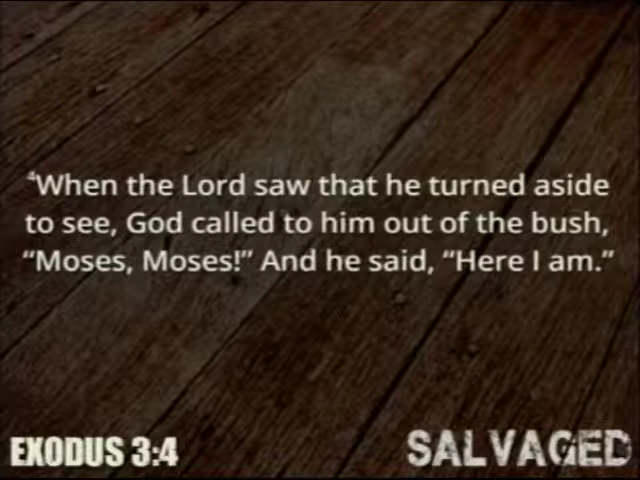 ⁴When the Lord saw that he turned aside
to see, God called to him out of the bush,
“Moses, Moses!” And he said, “Here I am.”
EXODUS 3:4
SALVAGED